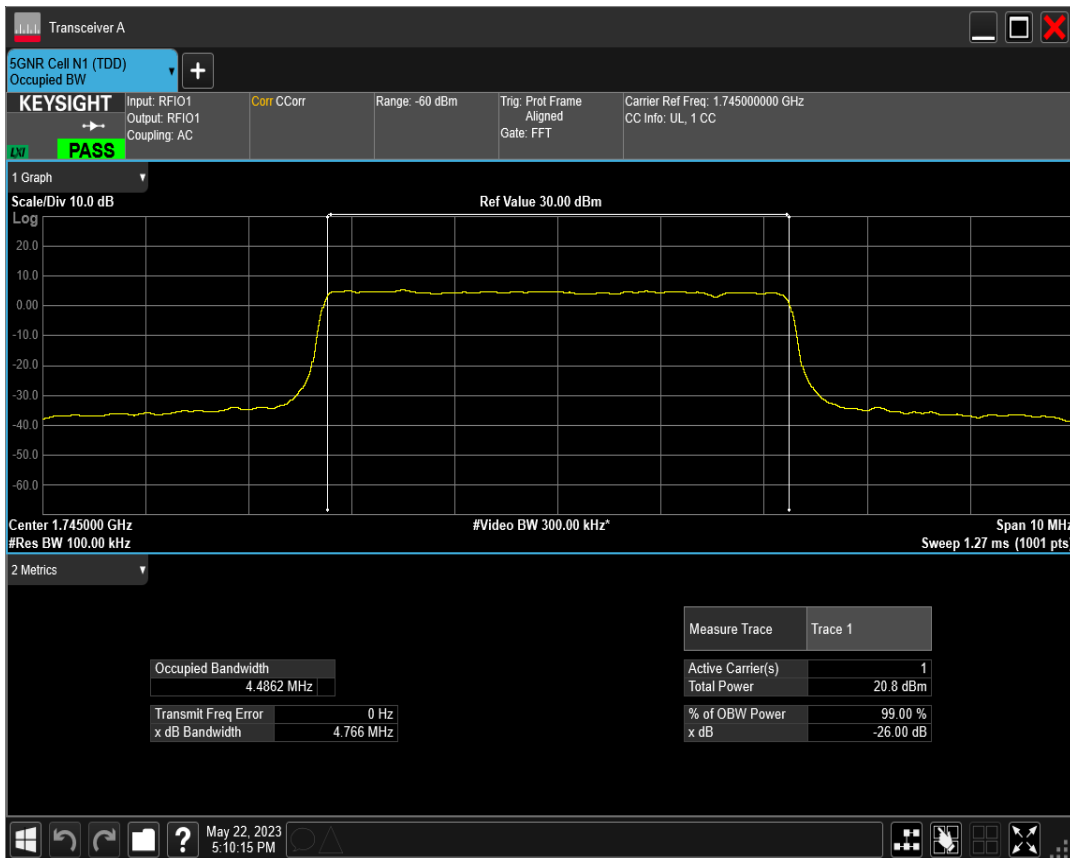 Transceiver A
5GNR Cell N1 (TDD)
Occupied BW
KEYSIGHT
LXI
PASS
Input: RFIO1
Output: RFIO1
Coupling: AC
Corr CCorr
Range: -60 dBm
Trig: Prot Frame
Aligned
Gate: FFT
Carrier Ref Freq: 1.745000000 GHz
CC Info: UL, 1 CC
1 Graph
Scale/Div 10.0 dB
Ref Value 30.00 dBm
Log
20.0
10.0
0.00
-10.0
-20.0
-30.0
-40.0
-50.0
-60.0
Center 1.745000 GHz
#Video BW 300.00 kHz*
Span 10 MHz
#Res BW 100.00 kHz
Sweep 1.27 ms (1001 pts)
2 Metrics
Measure Trace Trace 1
Occupied Bandwidth
4.4862 MHz
Active Carrier(s) 1
Total Power 20.8 dBm
Transmit Freq Error 0 Hz
x dB Bandwidth 4.766 MHz
% of OBW Power 99.00 %
x dB -26.00 dB
?
May 22, 2023
5:10:15 PM